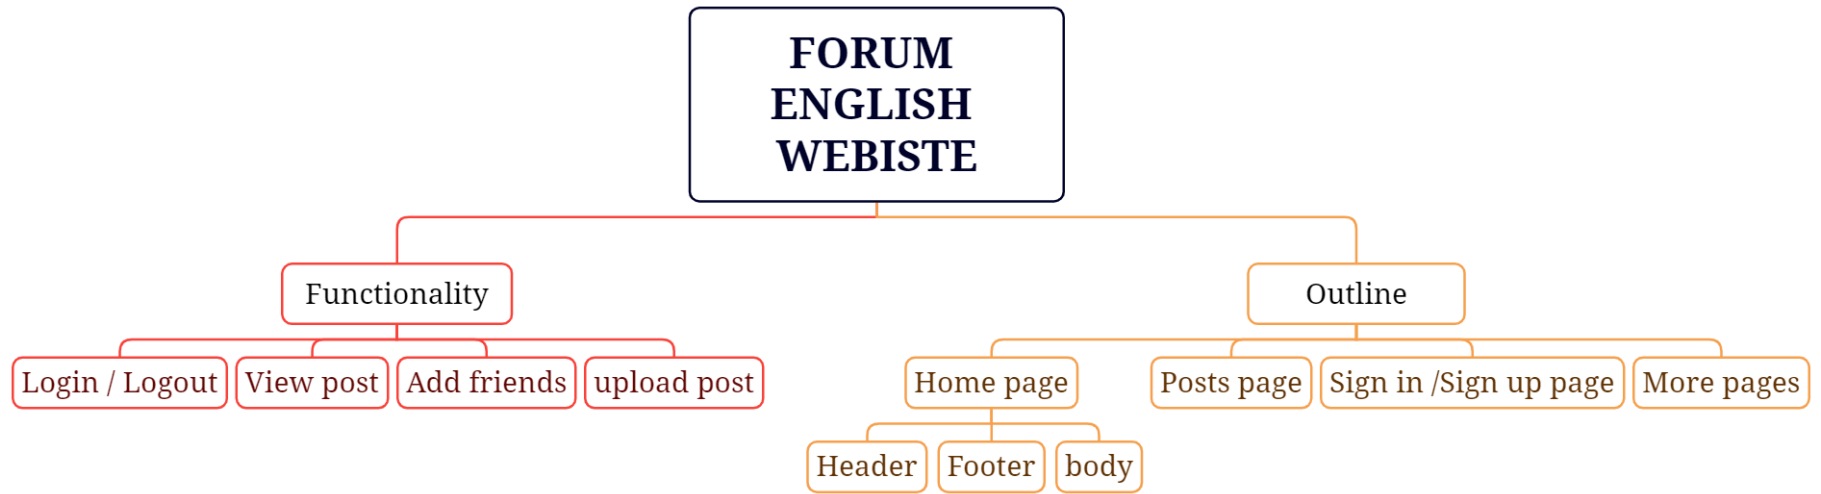 FORUM
ENGLISH
WEBISTE
Functionality
Outline
Login / Logout
View post
Add friends
upload post
Home page
Posts page
Sign in /Sign up page
More pages
Header
Footer
body